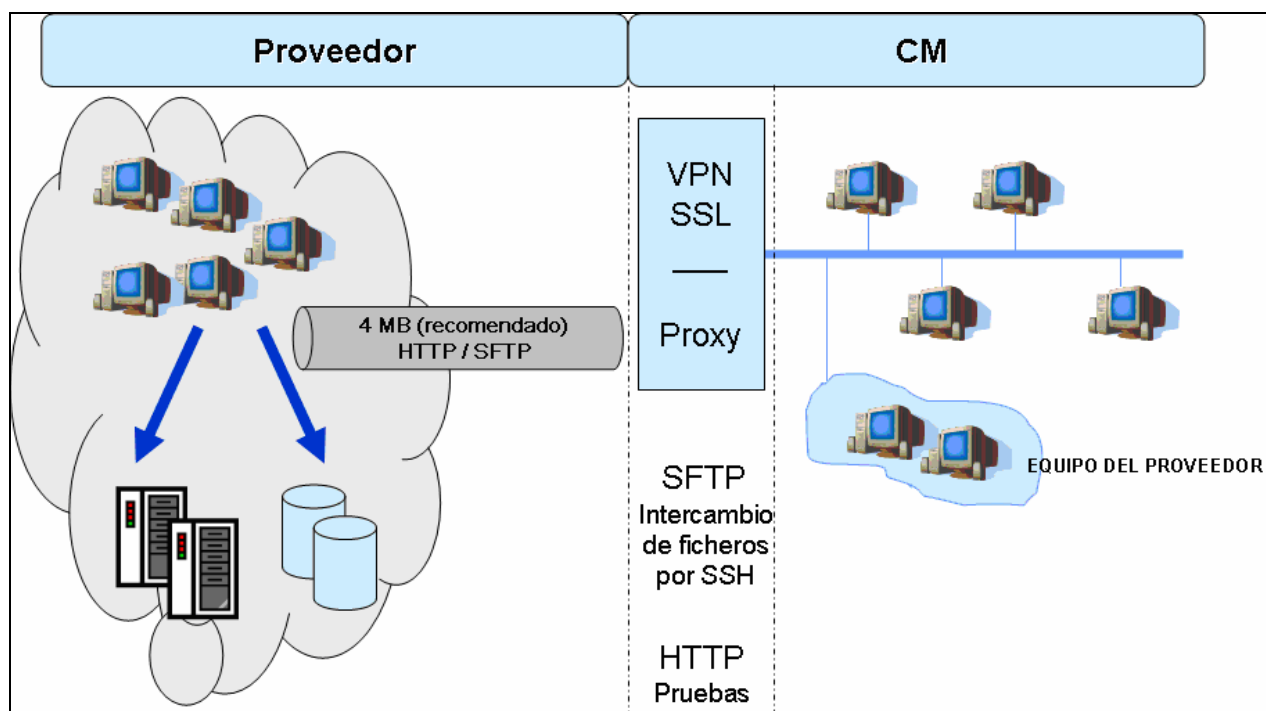 Proveedor
CM
4 MB (recomendado)
HTTP / SFTP
VPN
SSL
Proxy
SFTP
Intercambio
de ficheros
por SSH
HTTP
Pruebas
EQUIPO DEL PROVEEDOR